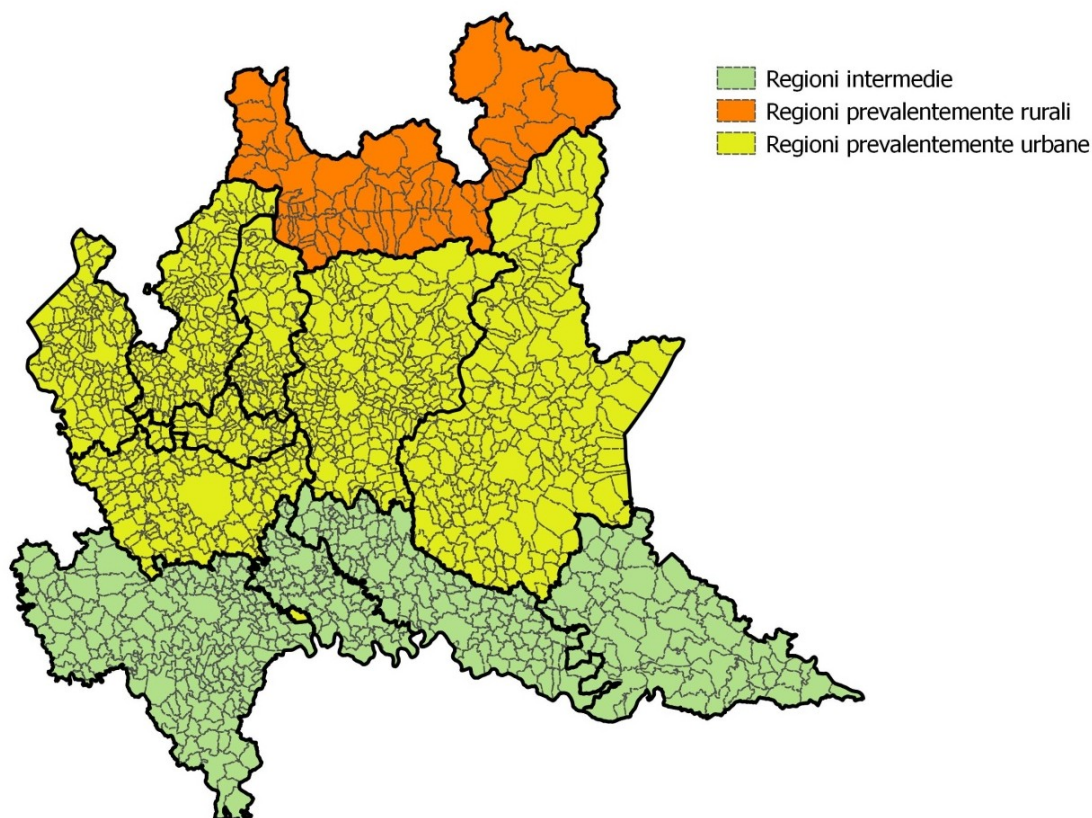 Regioni intermedie
Regioni prevalentemente rurali
Regioni prevalentemente urbane